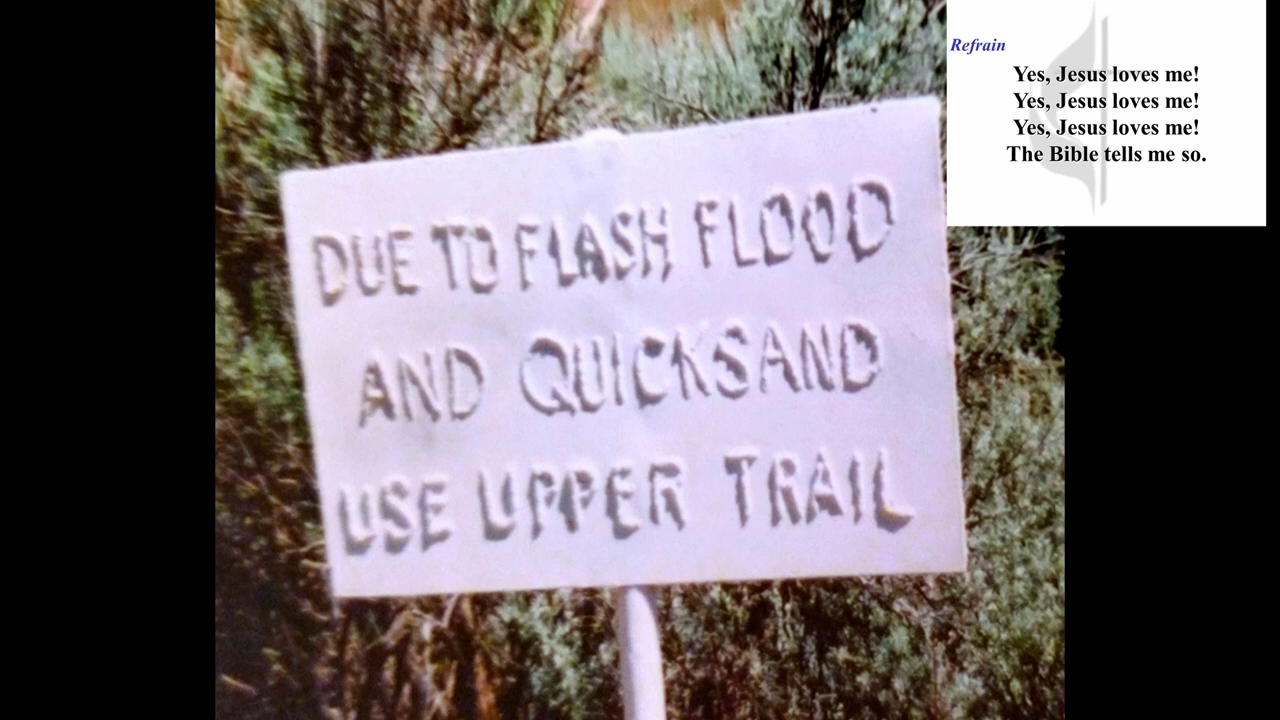 DUE TO FLASH FLOOD
AND QUICKSAND
USE UPPER TRAIL
Refrain
Yes, Jesus loves me!
Yes, Jesus loves me!
Yes, Jesus loves me!
The Bible tells me so.